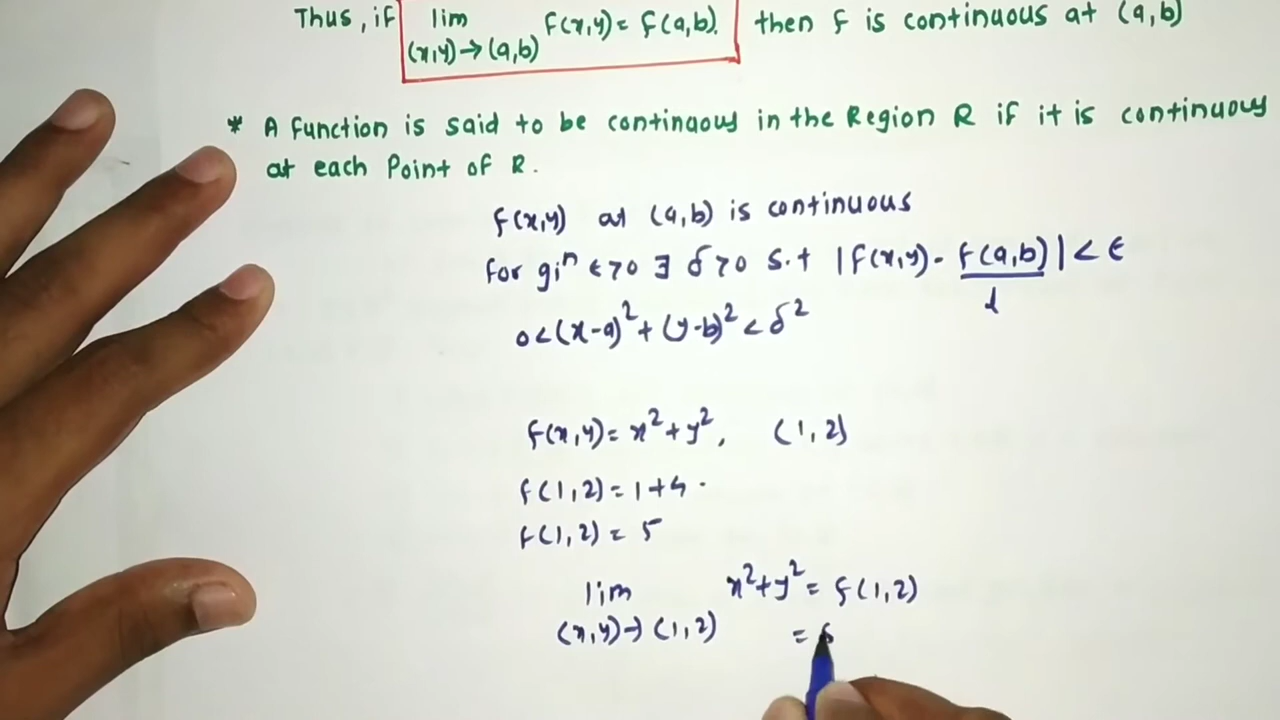 Thus, if lim F(x,y) = f(a,b). then f is continuous at (a,b)
(x,y)→(a,b)
* A function is said to be continuous in the Region R if it is continuous
at each Point of R.
f(x,y) at (a,b) is continuous
For giⁿ ϵ>0 ∃ δ>0 s.t |f(x,y) - f(a,b)| < ϵ
l
0<(x-a)²+(y-b)²<δ²
f(x,y) = x²+y², (1,2)
f(1,2) = 1+4.
f(1,2) = 5
lim x²+y² = f(1,2)
(x,y)→(1,2) =